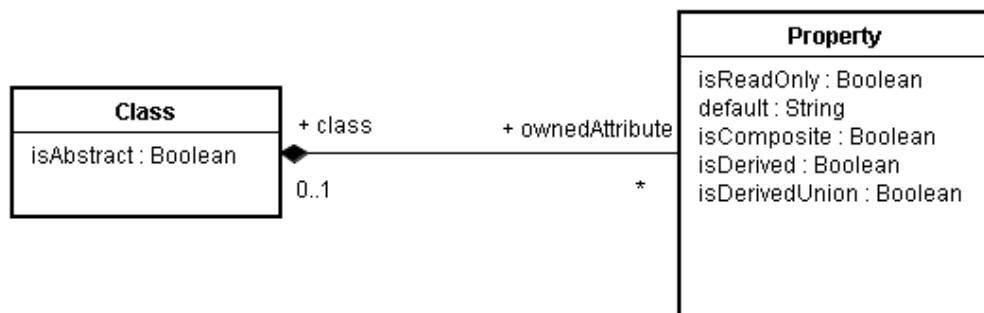 Property
isReadOnly : Boolean
default : String
isComposite : Boolean
isDerived : Boolean
isDerivedUnion : Boolean
Class
isAbstract : Boolean
+ class
+ ownedAttribute
0..1
*